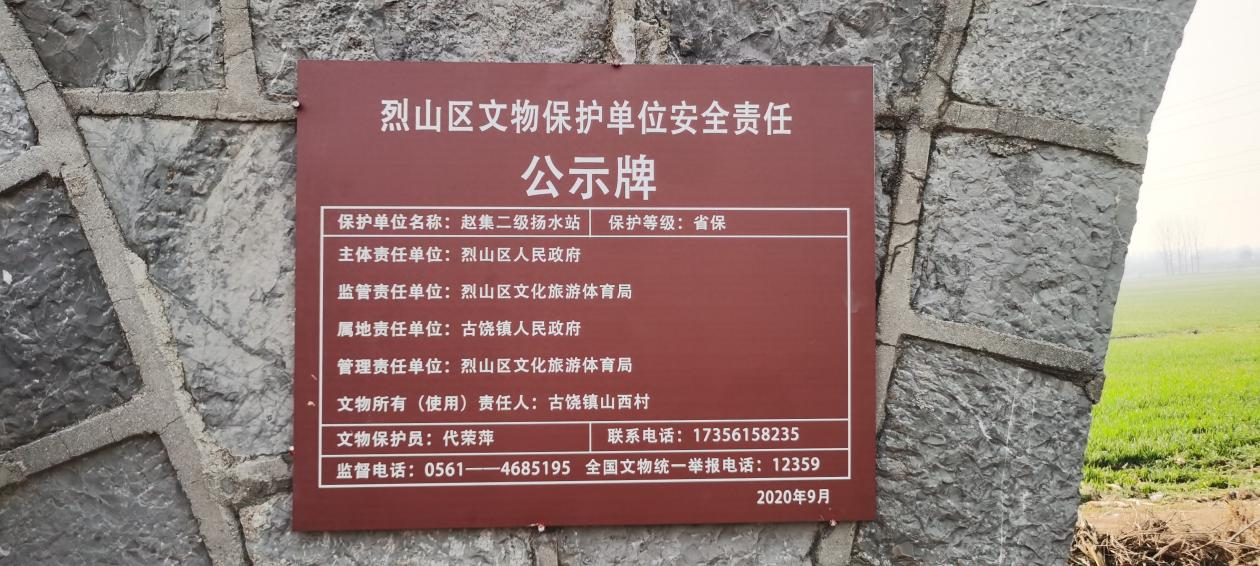 烈山区文物保护单位安全责任
公示牌
保护单位名称：赵集二级扬水站 保护等级：省保
主体责任单位：烈山区人民政府
监管责任单位：烈山区文化旅游体育局
属地责任单位：古饶镇人民政府
管理责任单位：烈山区文化旅游体育局
文物所有（使用）责任人：古饶镇山西村
文物保护员：代荣萍 联系电话：17356158235
监督电话：0561——4685195 全国文物统一举报电话：12359
2020年9月